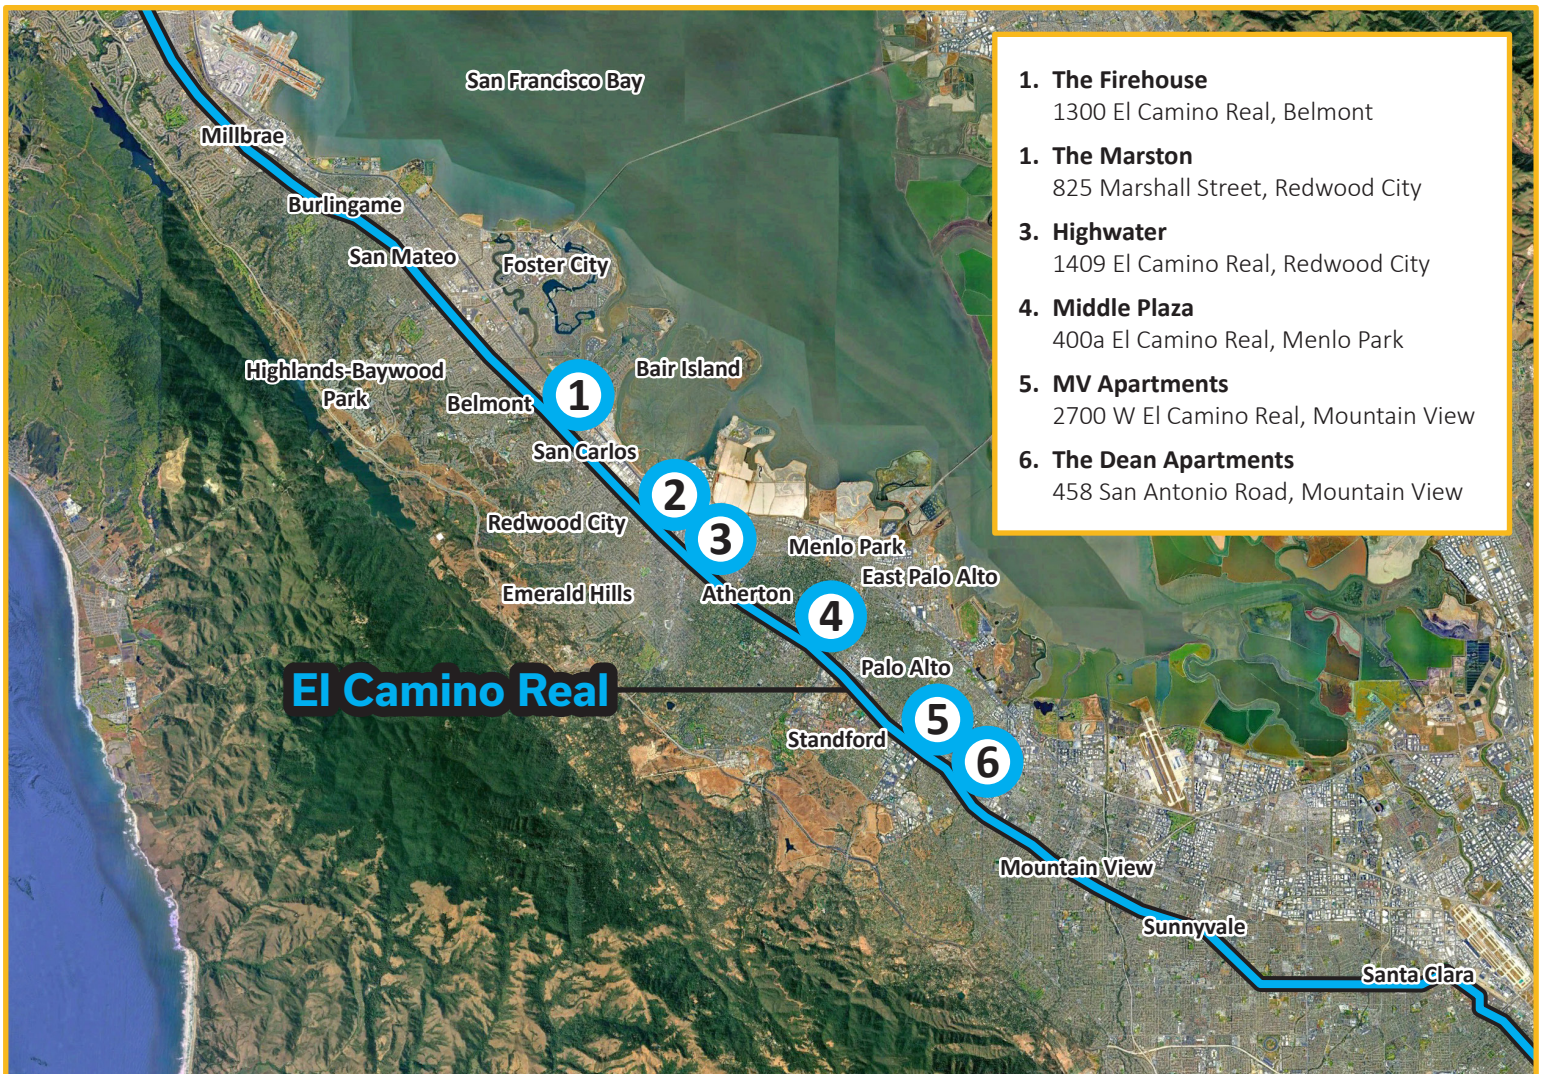 San Francisco Bay
Millbrae
Burlingame
San Mateo
Foster City
Highlands-Baywood
Park
Bair Island
Belmont
1
San Carlos
2
Redwood City
3
Menlo Park
East Palo Alto
Emerald Hills
Atherton
4
Palo Alto
El Camino Real
5
Standford
6
Mountain View
Sunnyvale
Santa Clara
1. The Firehouse
1300 El Camino Real, Belmont
1. The Marston
825 Marshall Street, Redwood City
3. Highwater
1409 El Camino Real, Redwood City
4. Middle Plaza
400a El Camino Real, Menlo Park
5. MV Apartments
2700 W El Camino Real, Mountain View
6. The Dean Apartments
458 San Antonio Road, Mountain View